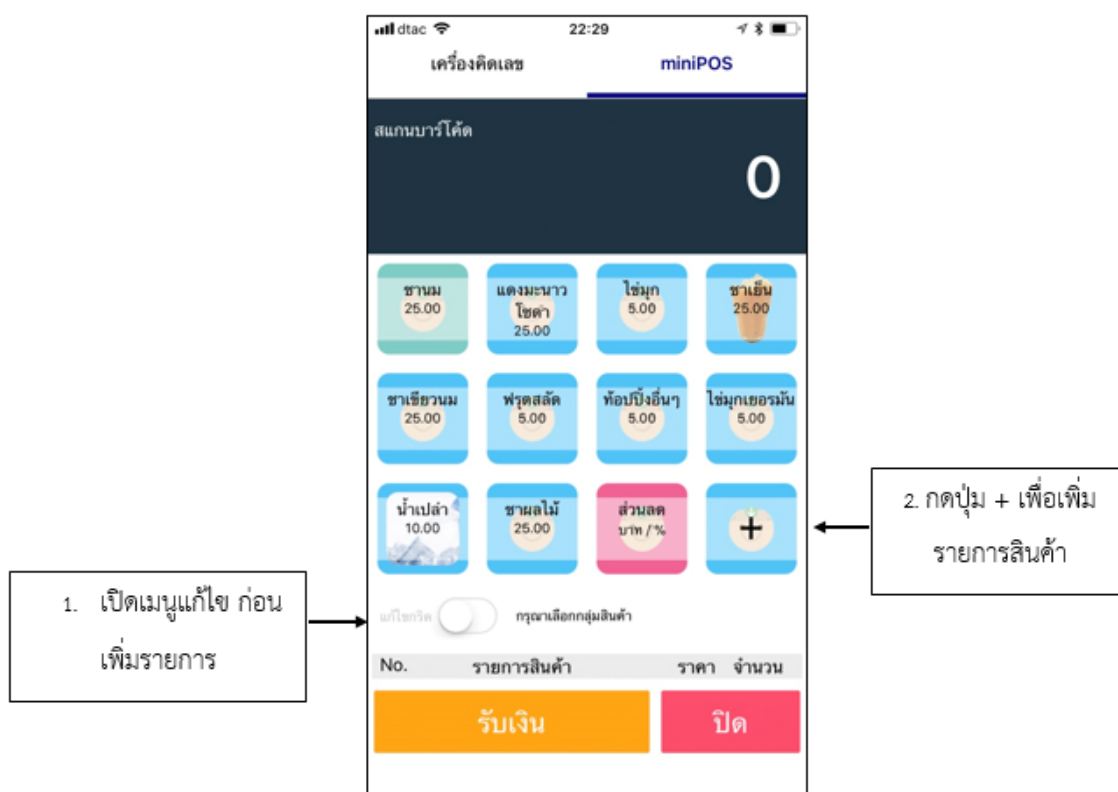 dtac 22:29
เครื่องคิดเลข miniPOS
สแกนบาร์โค้ด
0
ชานม
25.00
แดงมะนาว
โซดา
25.00
ไข่มุก
5.00
ชาเย็น
25.00
ชาเขียวนม
25.00
ฟรุตสลัด
5.00
ท้อปปิ้งอื่นๆ
5.00
ไข่มุกเยอรมัน
5.00
น้ำเปล่า
10.00
ชาผลไม้
25.00
ส่วนลด
บาท / %
+
2. กดปุ่ม + เพื่อเพิ่ม
รายการสินค้า
1. เปิดเมนูแก้ไข ก่อน
เพิ่มรายการ
แก้ไขกริด กรุณาเลือกกลุ่มสินค้า
No. รายการสินค้า ราคา จำนวน
รับเงิน ปิด